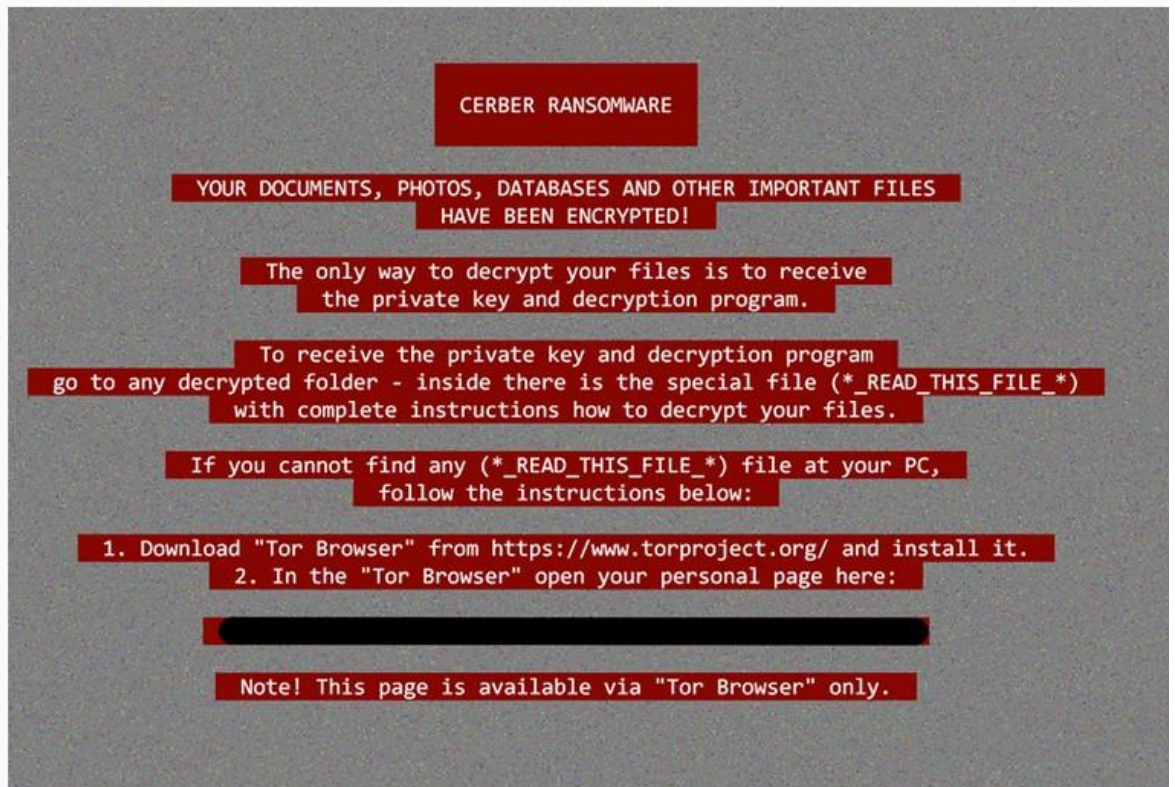 CERBER RANSOMWARE
YOUR DOCUMENTS, PHOTOS, DATABASES AND OTHER IMPORTANT FILES
HAVE BEEN ENCRYPTED!
The only way to decrypt your files is to receive
the private key and decryption program.
To receive the private key and decryption program
go to any decrypted folder - inside there is the special file (*_READ_THIS_FILE_*)
with complete instructions how to decrypt your files.
If you cannot find any (*_READ_THIS_FILE_*) file at your PC,
follow the instructions below:
1. Download "Tor Browser" from https://www.torproject.org/ and install it.
2. In the "Tor Browser" open your personal page here:
Note! This page is available via "Tor Browser" only.